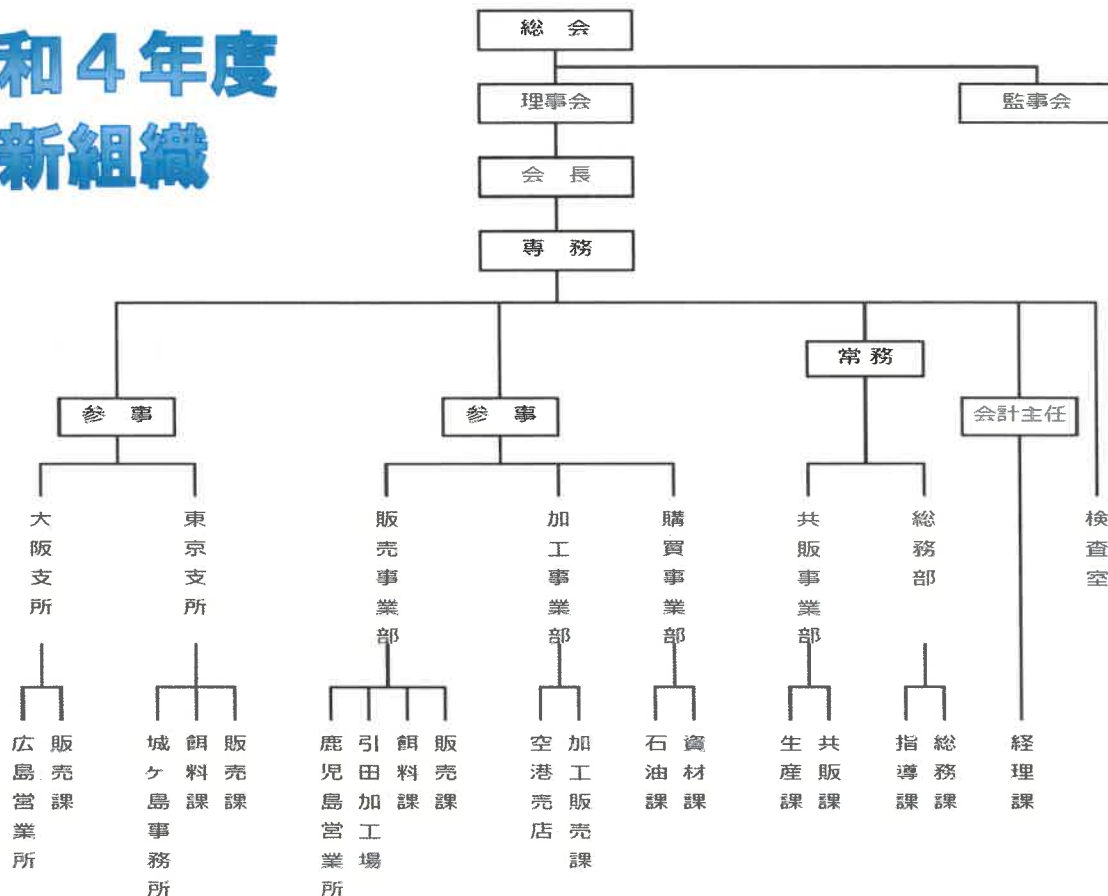 和４年度
新組織
総会
理事会
監事会
会長
専務
常務
参事
参事
会計主任
大阪支所
東京支所
販売事業部
加工事業部
購買事業部
共販事業部
総務部
検査室
広島営業所
販売課
城ヶ島事務所
餌料課
販売課
鹿児島営業所
引田加工場
餌料課
販売課
空港売店
加工販売課
石油課
資材課
生産課
共販課
指導課
総務課
経理課